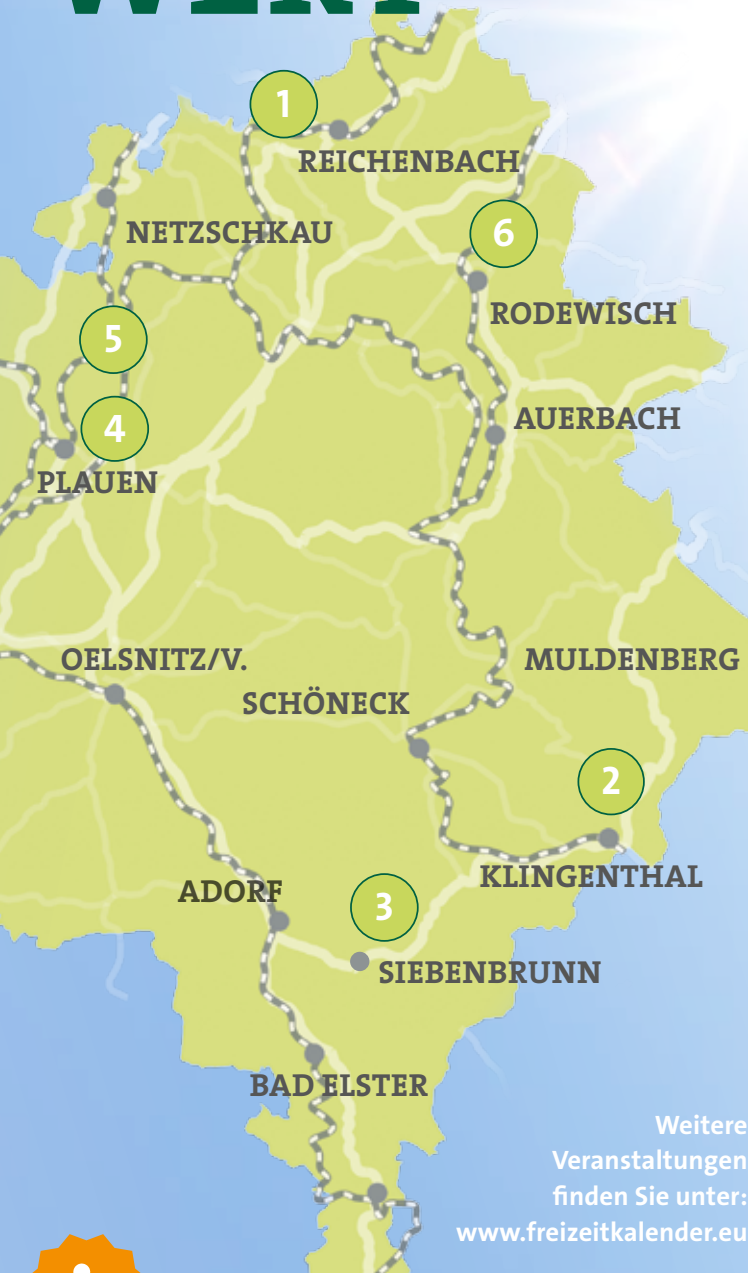 1
REICHENBACH
NETZSCHKAU
6
RODEWISCH
5
AUERBACH
4
PLAUEN
OELSNITZ/V.
MULDENBERG
SCHÖNECK
2
KLINGENTHAL
ADORF
3
SIEBENBRUNN
BAD ELSTER
Weitere
Veranstaltungen
finden Sie unter:
www.freizeitkalender.eu